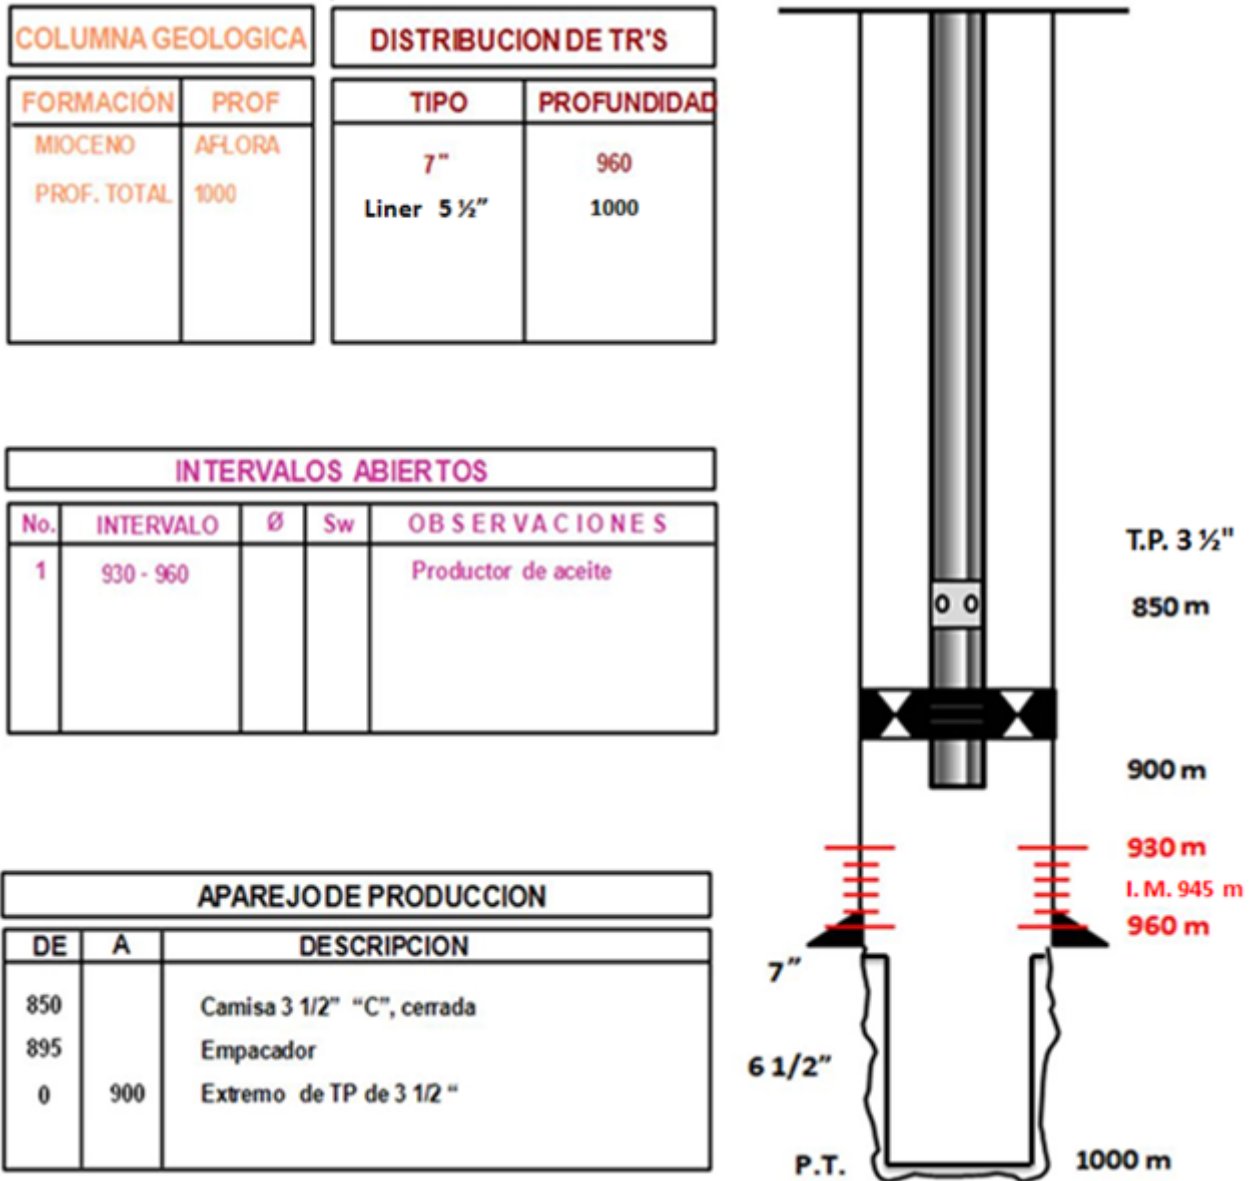 COLUMNA GEOLOGICA
FORMACIÓN PROF
MIOCENO AFLORA
PROF. TOTAL 1000
DISTRIBUCION DE TR'S
TIPO PROFUNDIDAD
7" 960
Liner 5 ½" 1000
INTERVALOS ABIERTOS
No. INTERVALO Ø Sw OBSERVACIONES
1 930 - 960 Productor de aceite
APAREJO DE PRODUCCION
DE A DESCRIPCION
850 Camisa 3 1/2" "C", cerrada
895 Empacador
0 900 Extremo de TP de 3 1/2 "
T.P. 3 ½"
850 m
900 m
930 m
I. M. 945 m
960 m
7"
6 1/2"
P.T. 1000 m